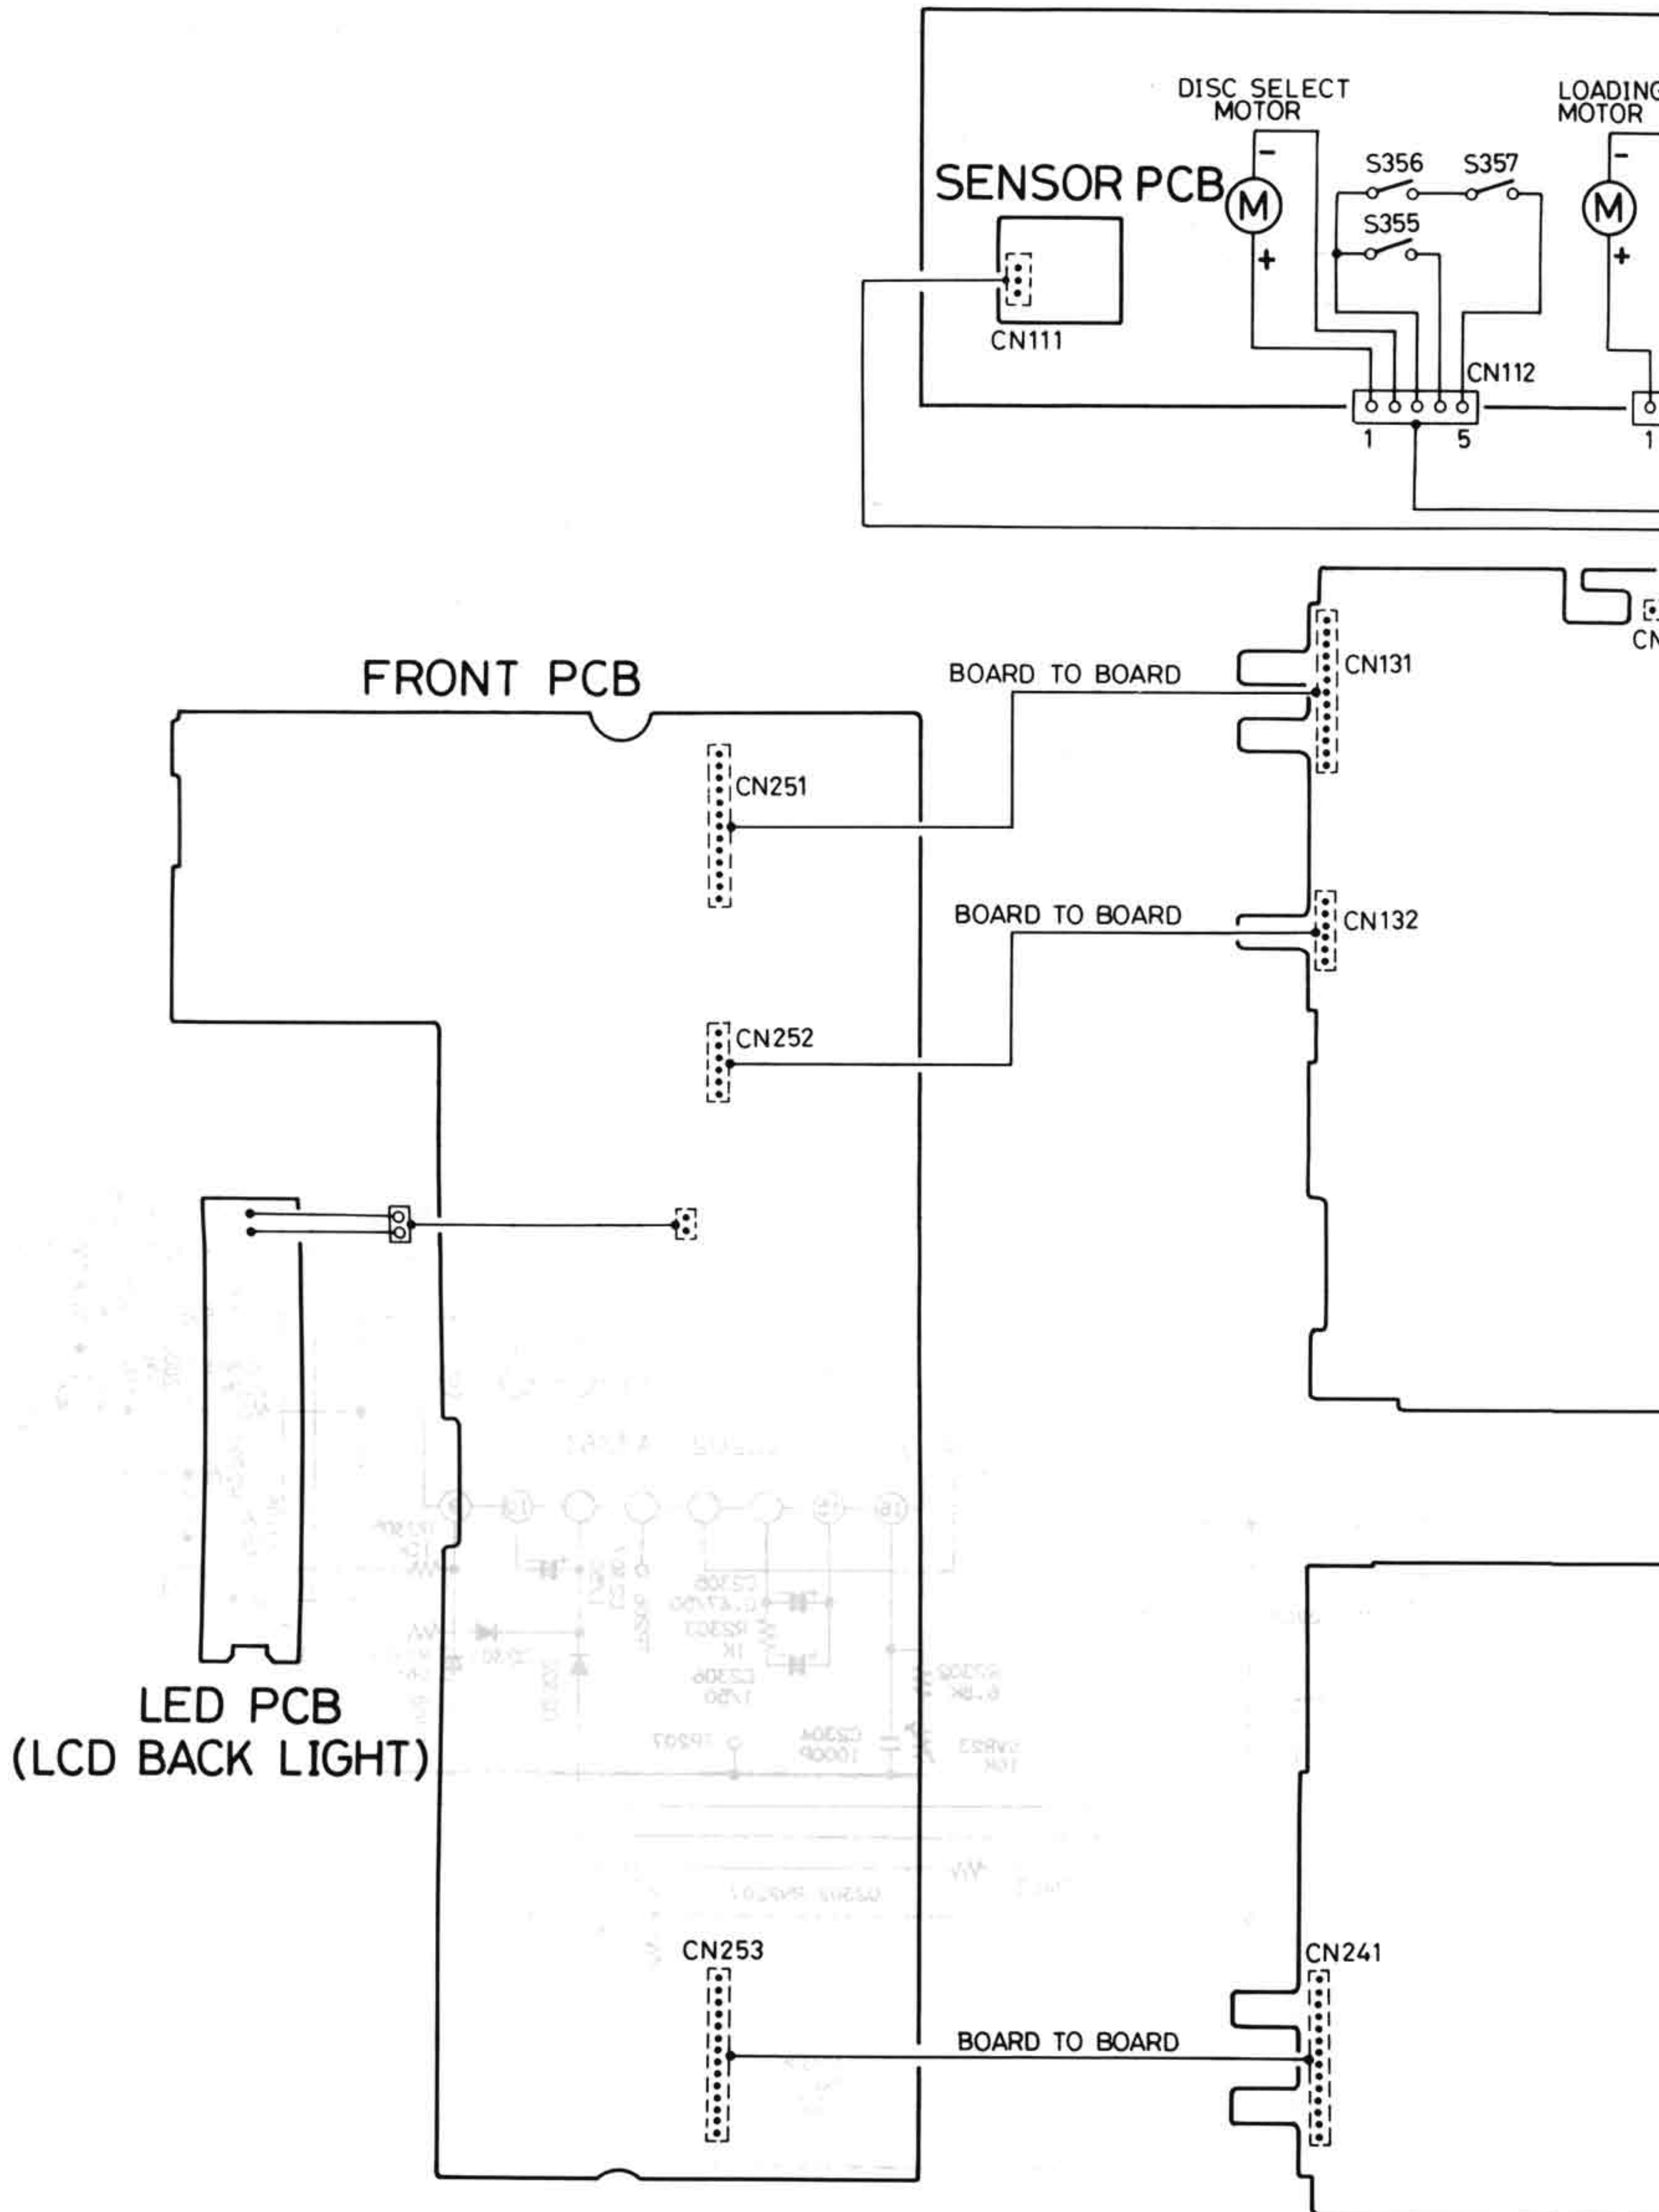 DISC SELECT
MOTOR
LOADING
MOTOR
SENSOR PCB
-
M
+
S356
S357
S355
-
M
+
CN111
CN112
1
5
1
CN
FRONT PCB
BOARD TO BOARD
CN131
CN251
BOARD TO BOARD
CN132
CN252
LED PCB
(LCD BACK LIGHT)
CN253
CN241
BOARD TO BOARD